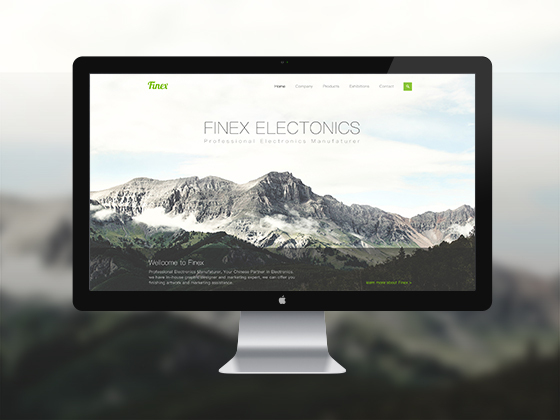 Finex
Home Company Products Exhibitions Contact
FINEX ELECTONICS
Professional Electronics Manufaturer
Wellcome to Finex
Professional Electronics Manufaturer, Your Chinese Partner in Electronics,
we have in-house graphic designer and marketing expert, we can offer you
finishing artwork and marketing assistance.
learn more about Finex >